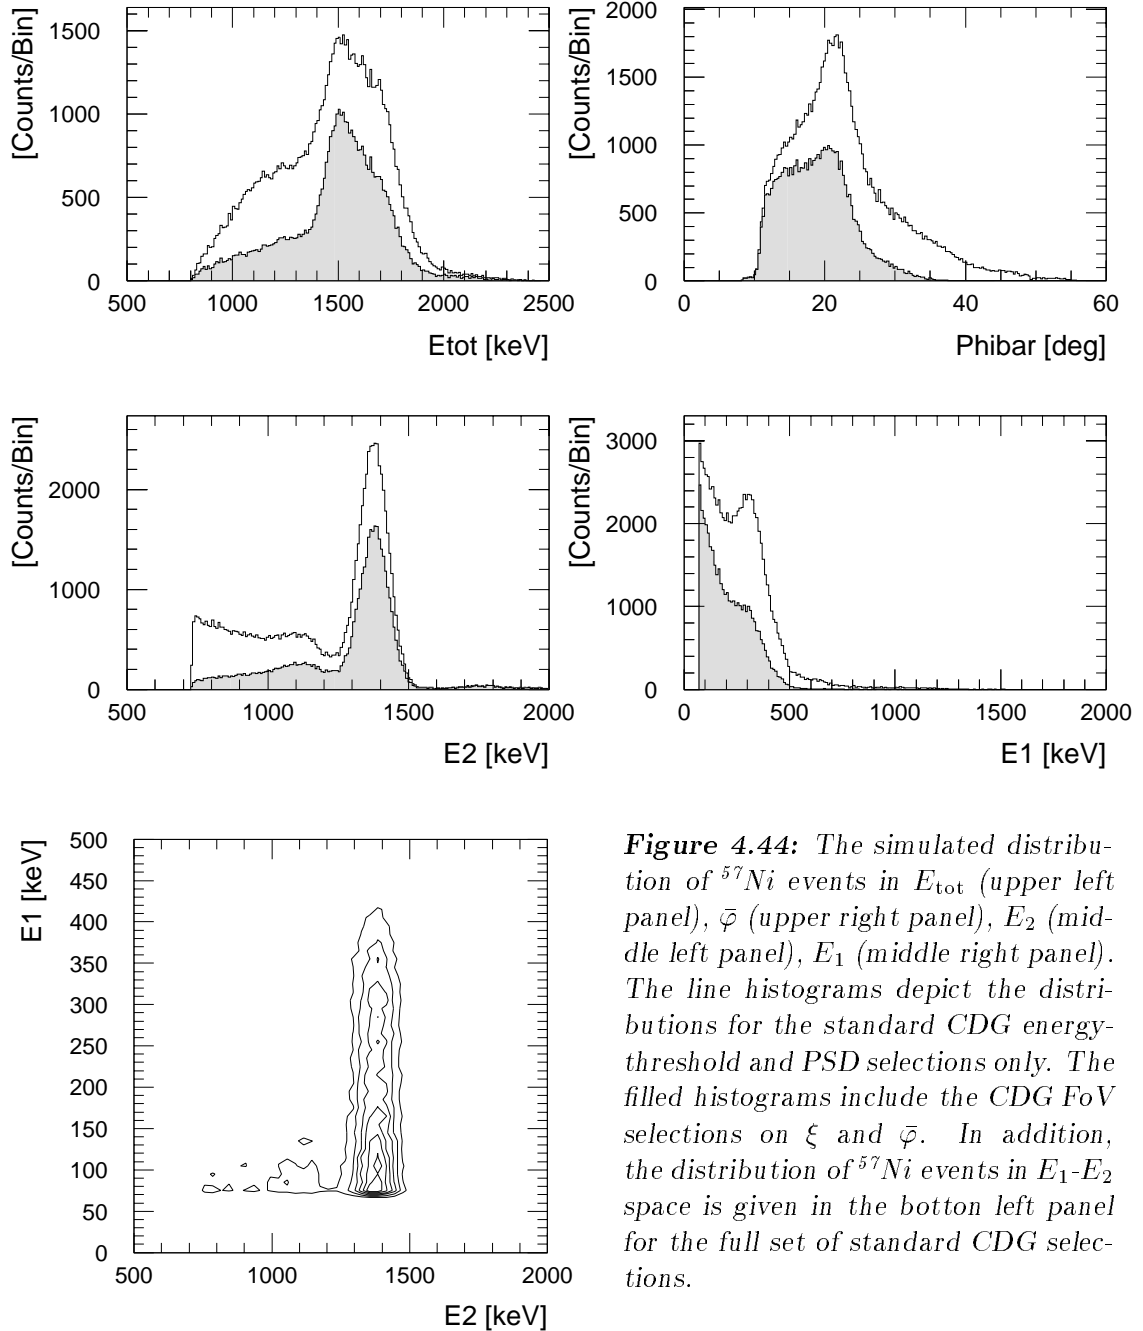 [Counts/Bin]
1500
1000
500
0
500
1000
1500
2000
2500
Etot [keV]
[Counts/Bin]
2000
1500
1000
500
0
0
20
40
60
Phibar [deg]
[Counts/Bin]
2000
1000
0
500
1000
1500
2000
E2 [keV]
[Counts/Bin]
3000
2000
1000
0
0
500
1000
1500
2000
E1 [keV]
E1 [keV]
500
450
400
350
300
250
200
150
100
50
0
500
1000
1500
2000
E2 [keV]
Figure 4.44: The simulated distribu-
tion of ⁵⁷Ni events in E_tot (upper left
panel), φ̄ (upper right panel), E₂ (mid-
dle left panel), E₁ (middle right panel).
The line histograms depict the distri-
butions for the standard CDG energy-
threshold and PSD selections only. The
filled histograms include the CDG FoV
selections on ξ and φ̄. In addition,
the distribution of ⁵⁷Ni events in E₁-E₂
space is given in the botton left panel
for the full set of standard CDG selec-
tions.